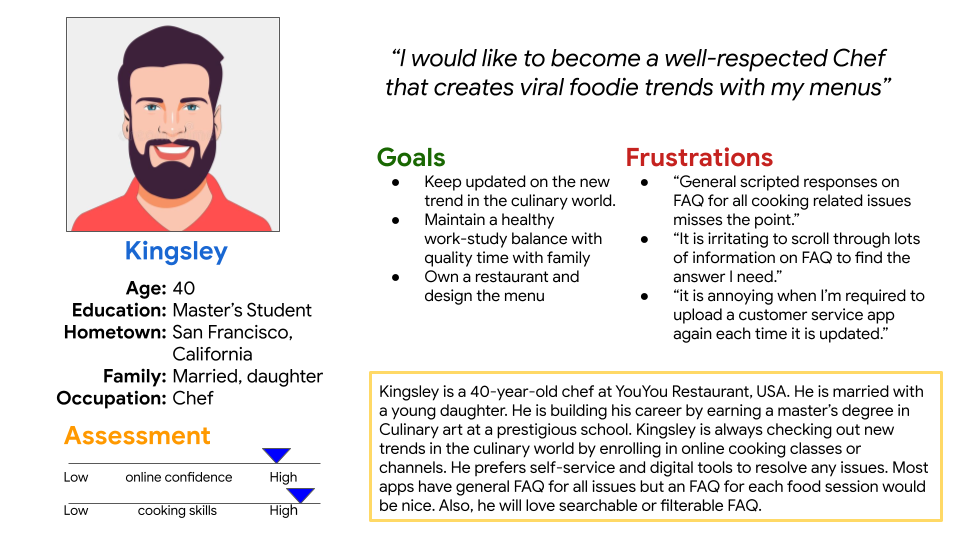 “I would like to become a well-respected Chef
that creates viral foodie trends with my menus”
Kingsley
Age: 40
Education: Master’s Student
Hometown: San Francisco,
California
Family: Married, daughter
Occupation: Chef
Assessment
Low online confidence High
Low cooking skills High
Goals
● Keep updated on the new
trend in the culinary world.
● Maintain a healthy
work-study balance with
quality time with family
● Own a restaurant and
design the menu
Frustrations
● “General scripted responses on
FAQ for all cooking related issues
misses the point.”
● “It is irritating to scroll through lots
of information on FAQ to find the
answer I need.”
● “it is annoying when I’m required to
upload a customer service app
again each time it is updated.”
Kingsley is a 40-year-old chef at YouYou Restaurant, USA. He is married with
a young daughter. He is building his career by earning a master’s degree in
Culinary art at a prestigious school. Kingsley is always checking out new
trends in the culinary world by enrolling in online cooking classes or
channels. He prefers self-service and digital tools to resolve any issues. Most
apps have general FAQ for all issues but an FAQ for each food session would
be nice. Also, he will love searchable or filterable FAQ.